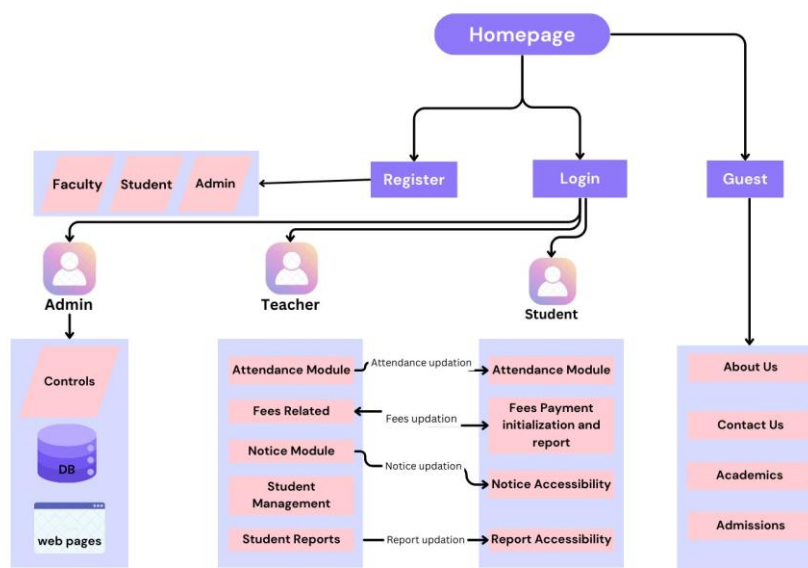 Homepage
Faculty
Student
Admin
Register
Login
Guest
Admin
Teacher
Student
Controls
DB
web pages
Attendance Module
Fees Related
Notice Module
Student
Management
Student Reports
Attendance updation
Fees updation
Notice updation
Report updation
Attendance Module
Fees Payment
initialization and
report
Notice Accessibility
Report Accessibility
About Us
Contact Us
Academics
Admissions